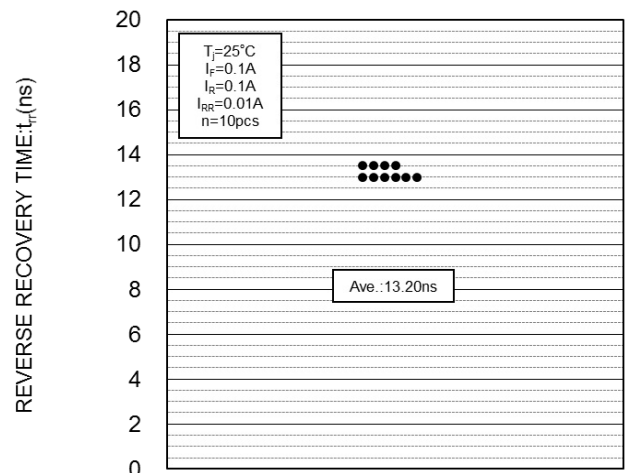 REVERSE RECOVERY TIME:trr(ns)
20
18
16
14
12
10
8
6
4
2
0
Tj=25°C
IF=0.1A
IR=0.1A
IRR=0.01A
n=10pcs
Ave.:13.20ns